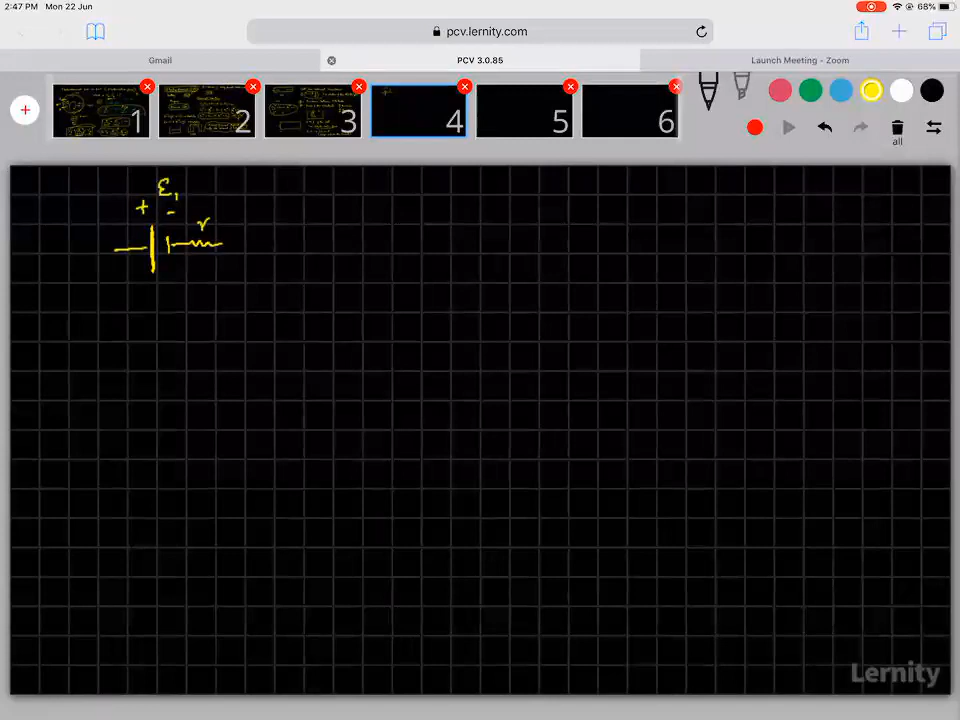 2:47 PM Mon 22 Jun
68%
pcv.lernity.com
Gmail
PCV 3.0.85
Launch Meeting - Zoom
1
2
3
4
5
6
all
ε₁
+ -
r
Lernity